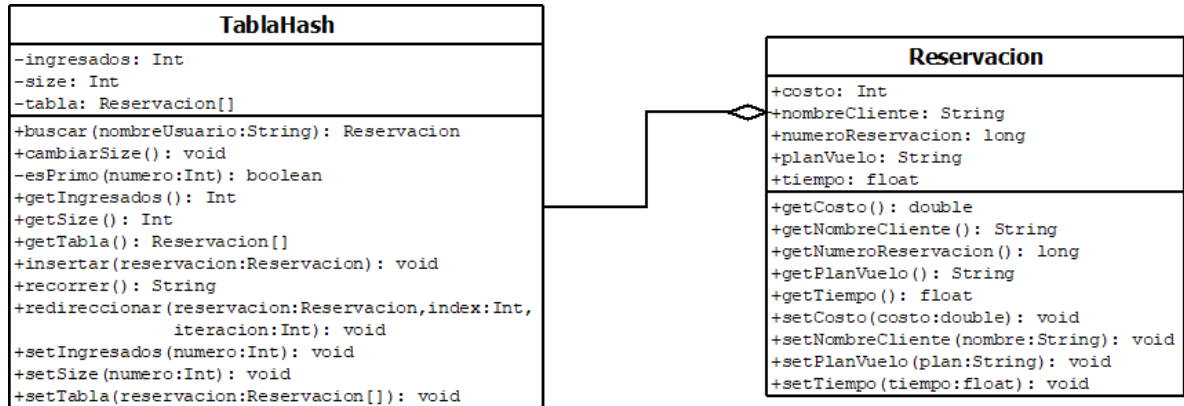 TablaHash
-ingresados: Int
-size: Int
-tabla: Reservacion[]
+buscar(nombreUsuario:String): Reservacion
+cambiarSize(): void
-esPrimo(numero:Int): boolean
+getIngresados(): Int
+getSize(): Int
+getTabla(): Reservacion[]
+insertar(reservacion:Reservacion): void
+recorrer(): String
+redireccionar(reservacion:Reservacion,index:Int,
iteracion:Int): void
+setIngresados(numero:Int): void
+setSize(numero:Int): void
+setTabla(reservacion:Reservacion[]): void
Reservacion
+costo: Int
+nombreCliente: String
+numeroReservacion: long
+planVuelo: String
+tiempo: float
+getCosto(): double
+getNombreCliente(): String
+getNumeroReservacion(): long
+getPlanVuelo(): String
+getTiempo(): float
+setCosto(costo:double): void
+setNombreCliente(nombre:String): void
+setPlanVuelo(plan:String): void
+setTiempo(tiempo:float): void